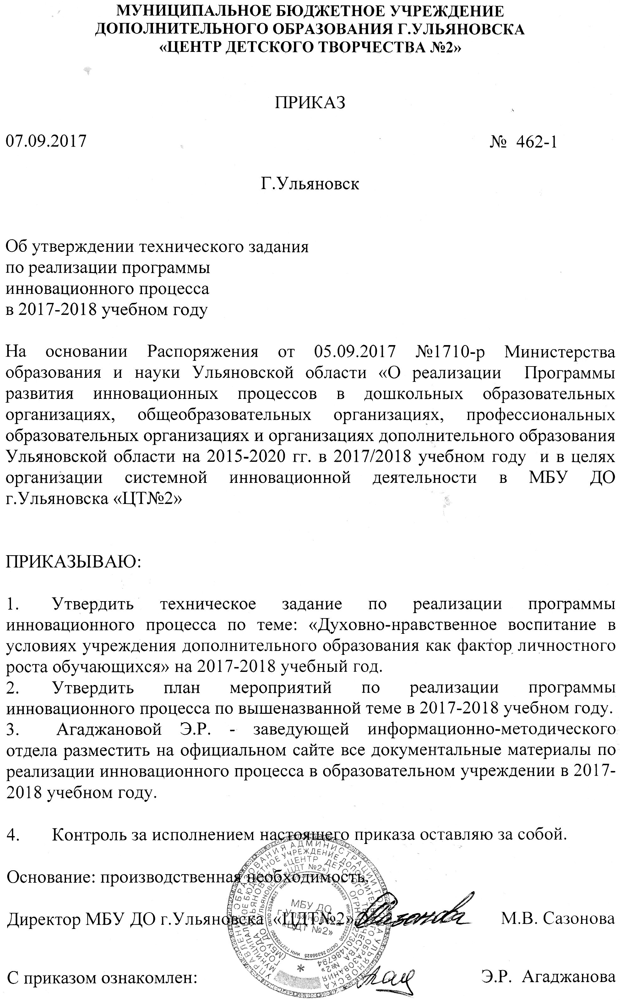 МУНИЦИПАЛЬНОЕ БЮДЖЕТНОЕ УЧРЕЖДЕНИЕ
ДОПОЛНИТЕЛЬНОГО ОБРАЗОВАНИЯ Г.УЛЬЯНОВСКА
«ЦЕНТР ДЕТСКОГО ТВОРЧЕСТВА №2»
ПРИКАЗ
07.09.2017 № 462-1
Г.Ульяновск
Об утверждении технического задания
по реализации программы
инновационного процесса
в 2017-2018 учебном году
На основании Распоряжения от 05.09.2017 №1710-р Министерства
образования и науки Ульяновской области «О реализации Программы
развития инновационных процессов в дошкольных образовательных
организациях, общеобразовательных организациях, профессиональных
образовательных организациях и организациях дополнительного образования
Ульяновской области на 2015-2020 гг. в 2017/2018 учебном году и в целях
организации системной инновационной деятельности в МБУ ДО
г.Ульяновска «ЦТ№2»
ПРИКАЗЫВАЮ:
1. Утвердить техническое задание по реализации программы
инновационного процесса по теме: «Духовно-нравственное воспитание в
условиях учреждения дополнительного образования как фактор личностного
роста обучающихся» на 2017-2018 учебный год.
2. Утвердить план мероприятий по реализации программы
инновационного процесса по вышеназванной теме в 2017-2018 учебном году.
3. Агаджановой Э.Р. - заведующей информационно-методического
отдела разместить на официальном сайте все документальные материалы по
реализации инновационного процесса в образовательном учреждении в 2017-
2018 учебном году.
4. Контроль за исполнением настоящего приказа оставляю за собой.
Основание: производственная необходимость.
Директор МБУ ДО г.Ульяновска «ЦДТ№2» Сазонова М.В. Сазонова
МБУ ДО
г.Ульяновска
«ЦДТ №2»
С приказом ознакомлен: Э.Р. Агаджанова